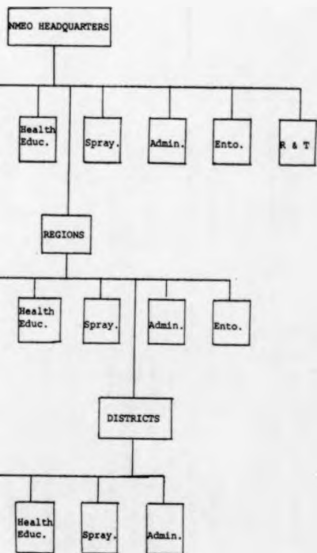 NMEO HEADQUARTERS
Health
Educ.
Spray.
Admin.
Ento.
R & T
REGIONS
Health
Educ.
Spray.
Admin.
Ento.
DISTRICTS
Health
Educ.
Spray.
Admin.